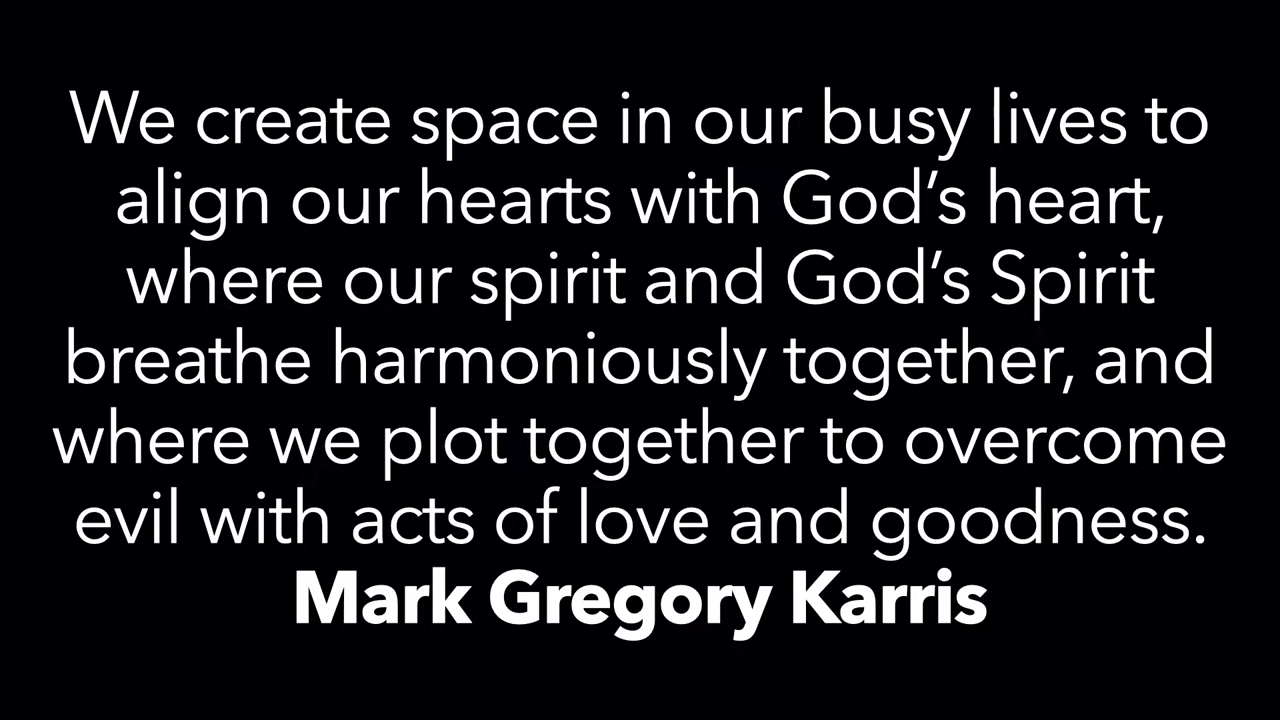 We create space in our busy lives to
align our hearts with God’s heart,
where our spirit and God’s Spirit
breathe harmoniously together, and
where we plot together to overcome
evil with acts of love and goodness.
Mark Gregory Karris